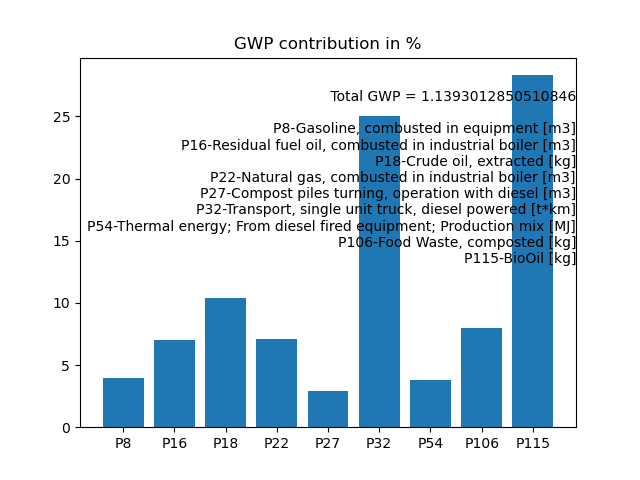 GWP contribution in %
Total GWP = 1.1393012850510846
25
P8-Gasoline, combusted in equipment [m3]
P16-Residual fuel oil, combusted in industrial boiler [m3]
P18-Crude oil, extracted [kg]
20
P22-Natural gas, combusted in industrial boiler [m3]
P27-Compost piles turning, operation with diesel [m3]
P32-Transport, single unit truck, diesel powered [t*km]
P54-Thermal energy; From diesel fired equipment; Production mix [MJ]
15
P106-Food Waste, composted [kg]
P115-BioOil [kg]
10
5
0
P8 P16 P18 P22 P27 P32 P54 P106 P115